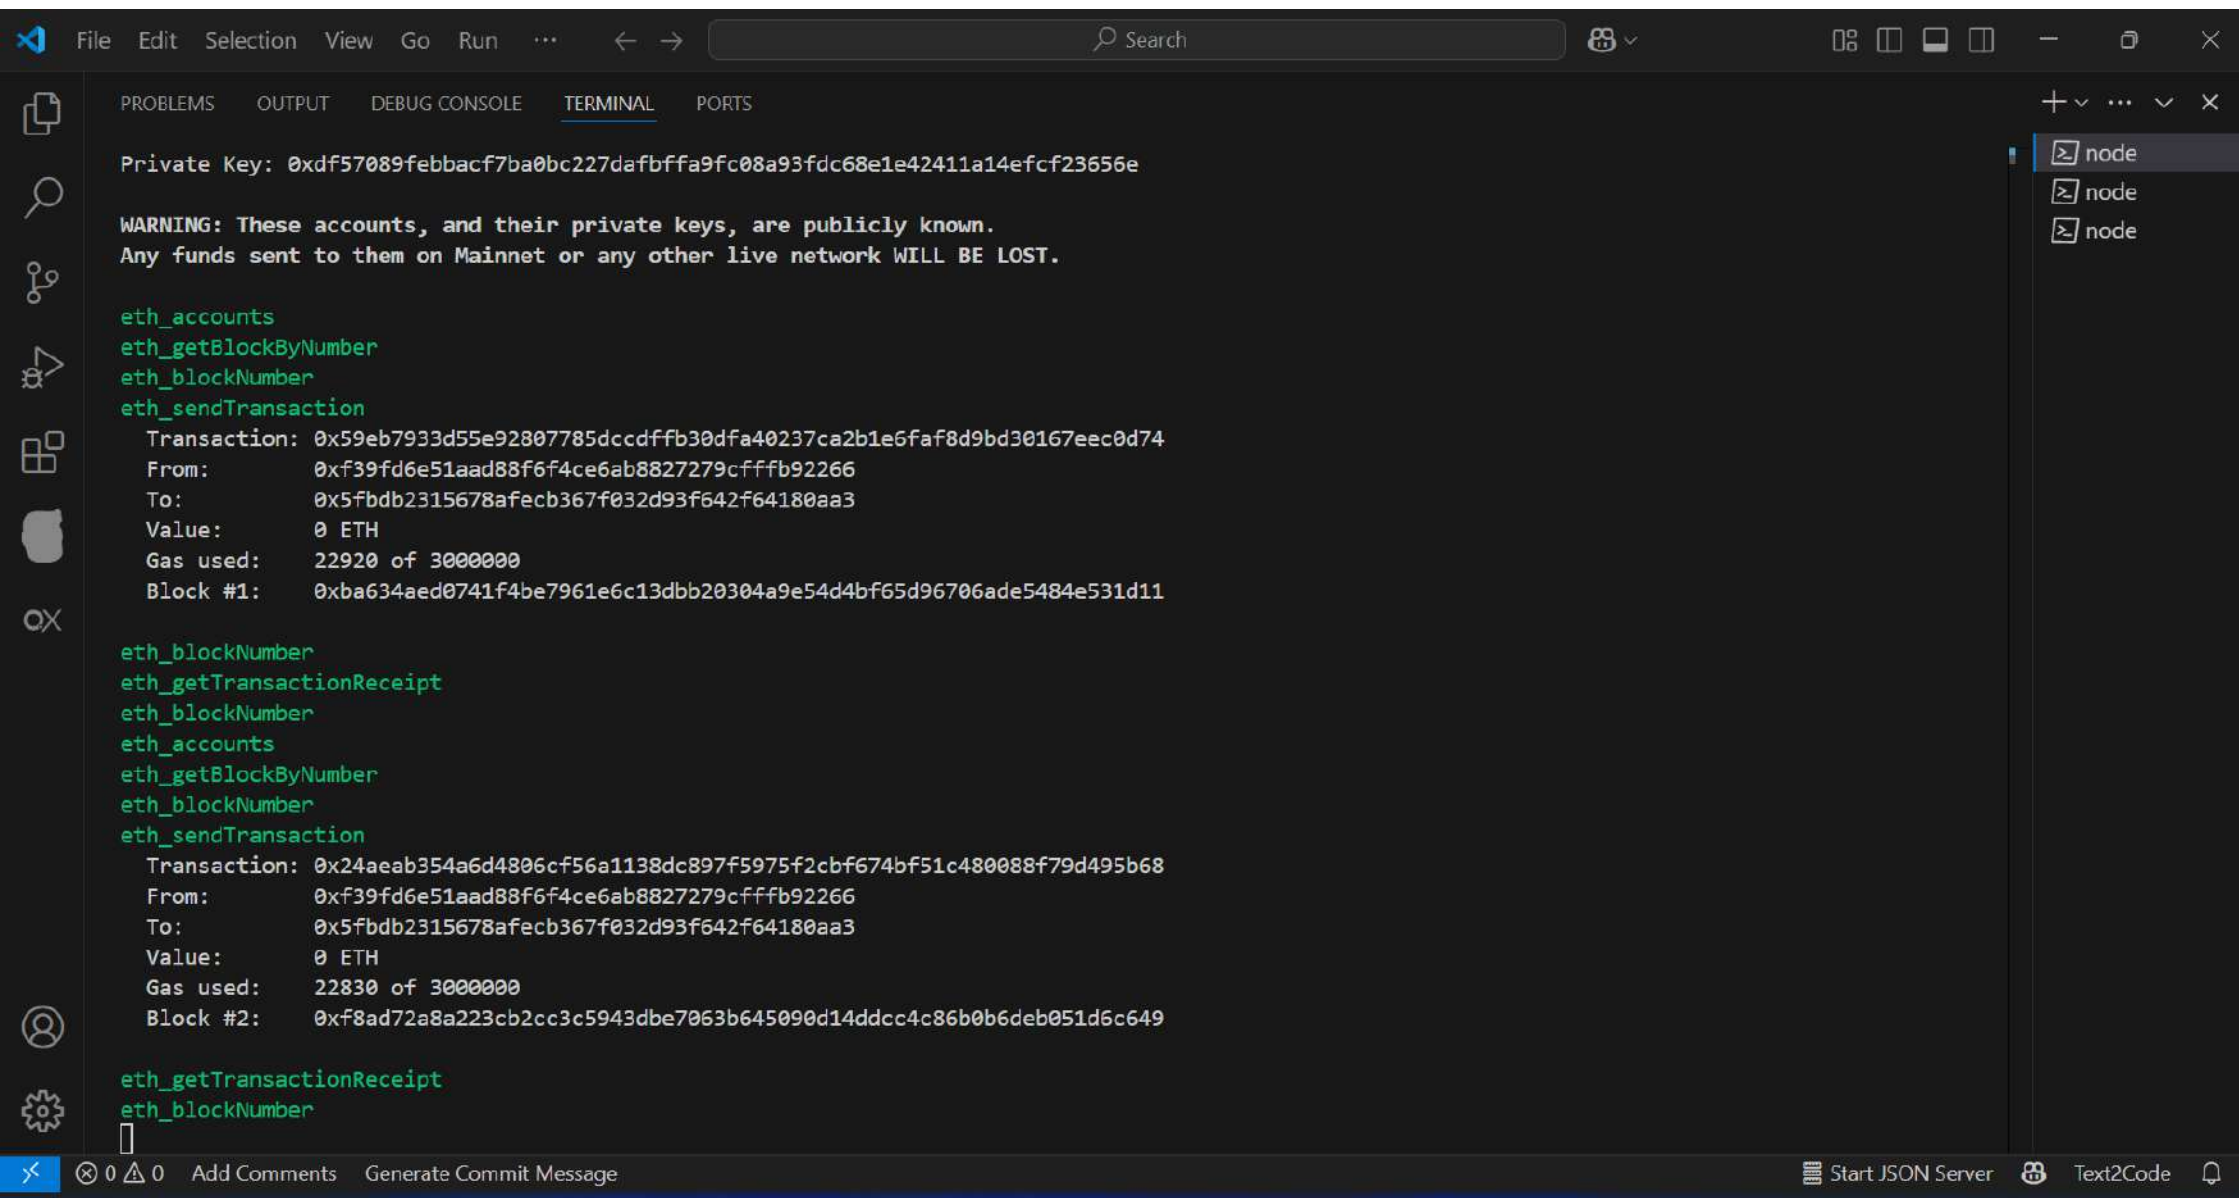 File Edit Selection View Go Run ··· Search
PROBLEMS OUTPUT DEBUG CONSOLE TERMINAL PORTS
Private Key: 0xdf57089febbacf7ba0bc227dafbffa9fc08a93fdc68e1e42411a14efcf23656e
node
node
WARNING: These accounts, and their private keys, are publicly known.
node
Any funds sent to them on Mainnet or any other live network WILL BE LOST.
eth_accounts
eth_getBlockByNumber
eth_blockNumber
eth_sendTransaction
Transaction: 0x59eb7933d55e92807785dccdffb30dfa40237ca2b1e6faf8d9bd30167eec0d74
From: 0xf39fd6e51aad88f6f4ce6ab8827279cfffb92266
To: 0x5fbdb2315678afecb367f032d93f642f64180aa3
Value: 0 ETH
Gas used: 22920 of 3000000
Block #1: 0xba634aed0741f4be7961e6c13dbb20304a9e54d4bf65d96706ade5484e531d11
eth_blockNumber
eth_getTransactionReceipt
eth_blockNumber
eth_accounts
eth_getBlockByNumber
eth_blockNumber
eth_sendTransaction
Transaction: 0x24aeab354a6d4806cf56a1138dc897f5975f2cbf674bf51c480088f79d495b68
From: 0xf39fd6e51aad88f6f4ce6ab8827279cfffb92266
To: 0x5fbdb2315678afecb367f032d93f642f64180aa3
Value: 0 ETH
Gas used: 22830 of 3000000
Block #2: 0xf8ad72a8a223cb2cc3c5943dbe7063b645090d14ddcc4c86b0b6deb051d6c649
eth_getTransactionReceipt
eth_blockNumber
0 0 Add Comments Generate Commit Message Start JSON Server Text2Code